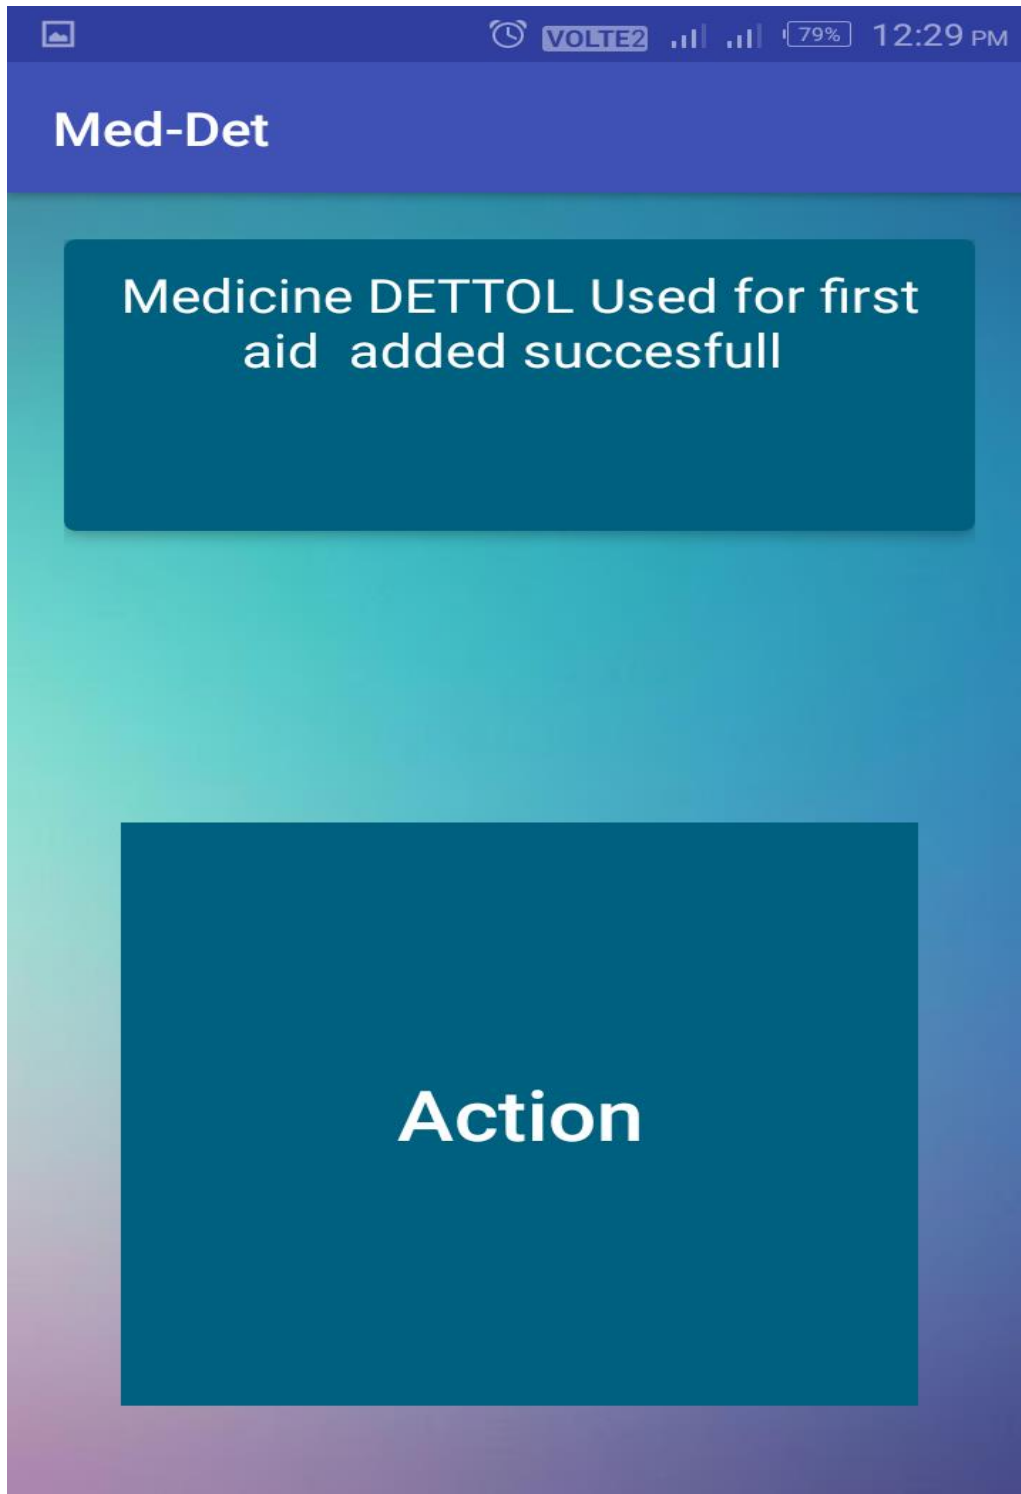 VOLTE2 79% 12:29 PM
Med-Det
Medicine DETTOL Used for first
aid  added succesfull
Action